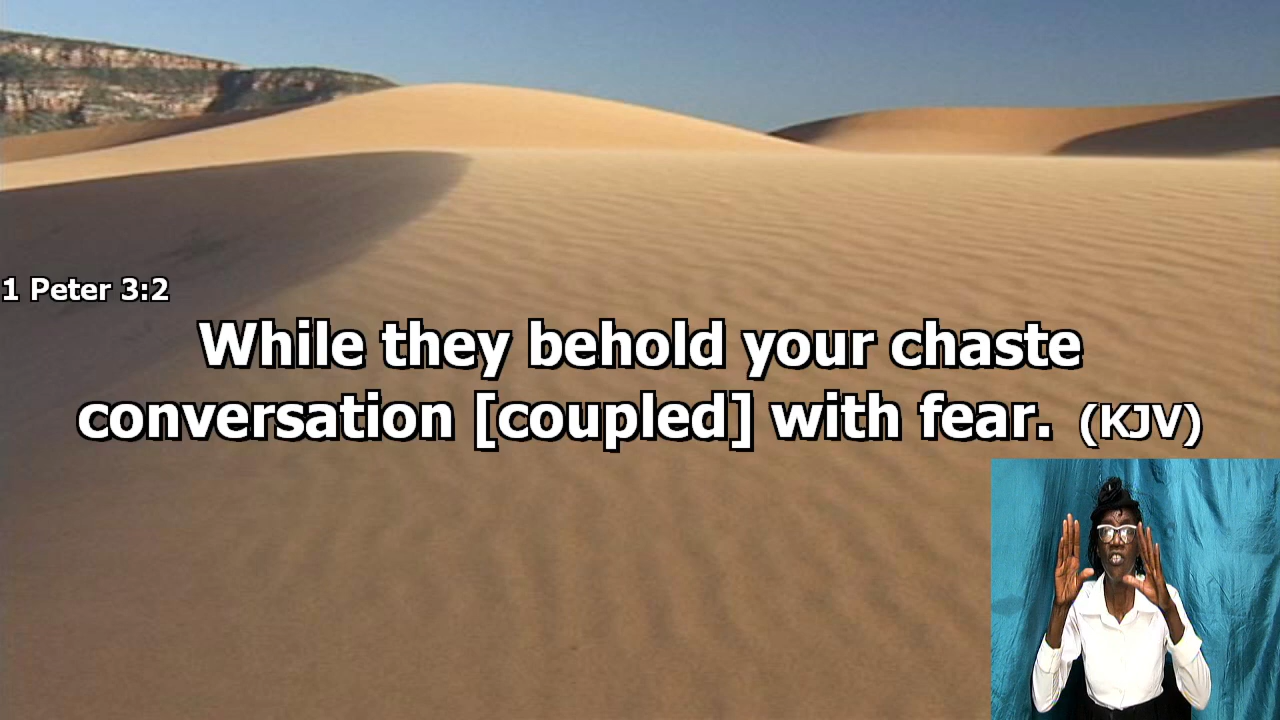 1 Peter 3:2
While they behold your chaste
conversation [coupled] with fear. (KJV)